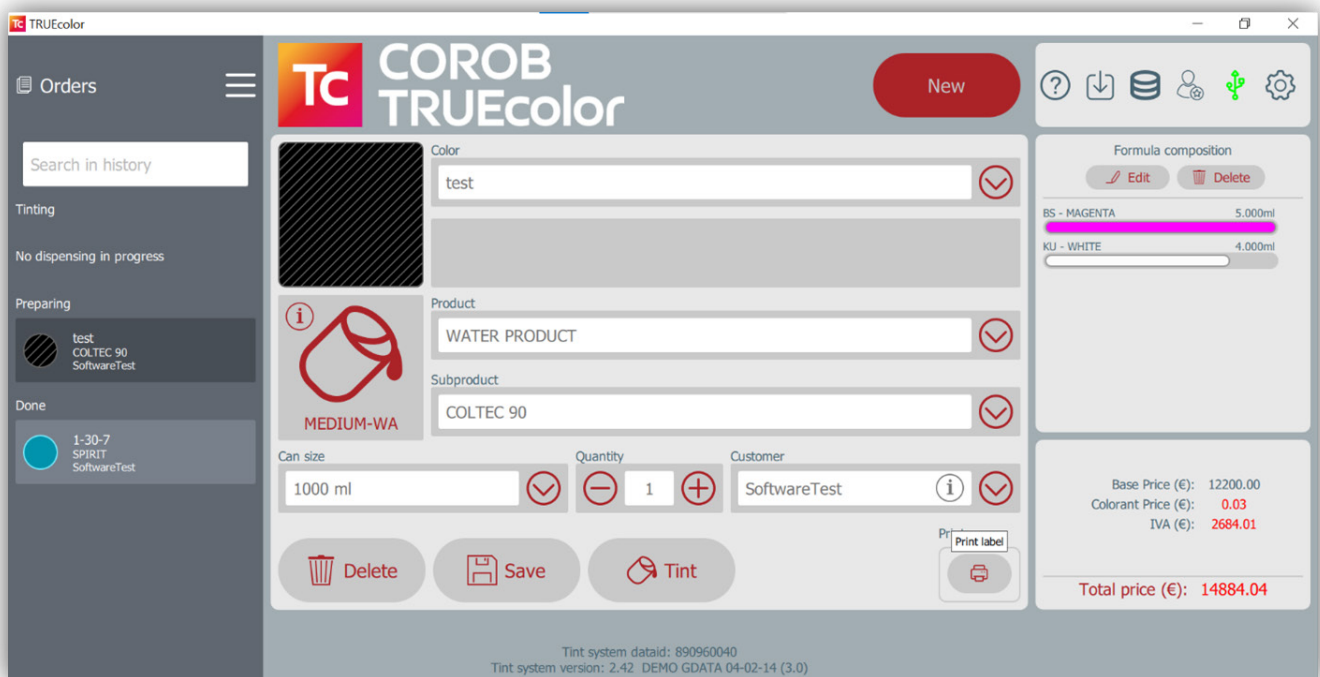 TC TRUEcolor
Orders
Search in history
Tinting
No dispensing in progress
Preparing
test
COLTEC 90
SoftwareTest
Done
1-30-7
SPIRIT
SoftwareTest
TC COROB
TRUEcolor
New
Color
test
Product
WATER PRODUCT
MEDIUM-WA
Subproduct
COLTEC 90
Can size
1000 ml
Quantity
1
Customer
SoftwareTest
Delete
Save
Tint
Print label
Formula composition
Edit
Delete
BS - MAGENTA 5.000ml
KU - WHITE 4.000ml
Base Price (€): 12200.00
Colorant Price (€): 0.03
IVA (€): 2684.01
Total price (€): 14884.04
Tint system dataid: 890960040
Tint system version: 2.42 DEMO GDATA 04-02-14 (3.0)